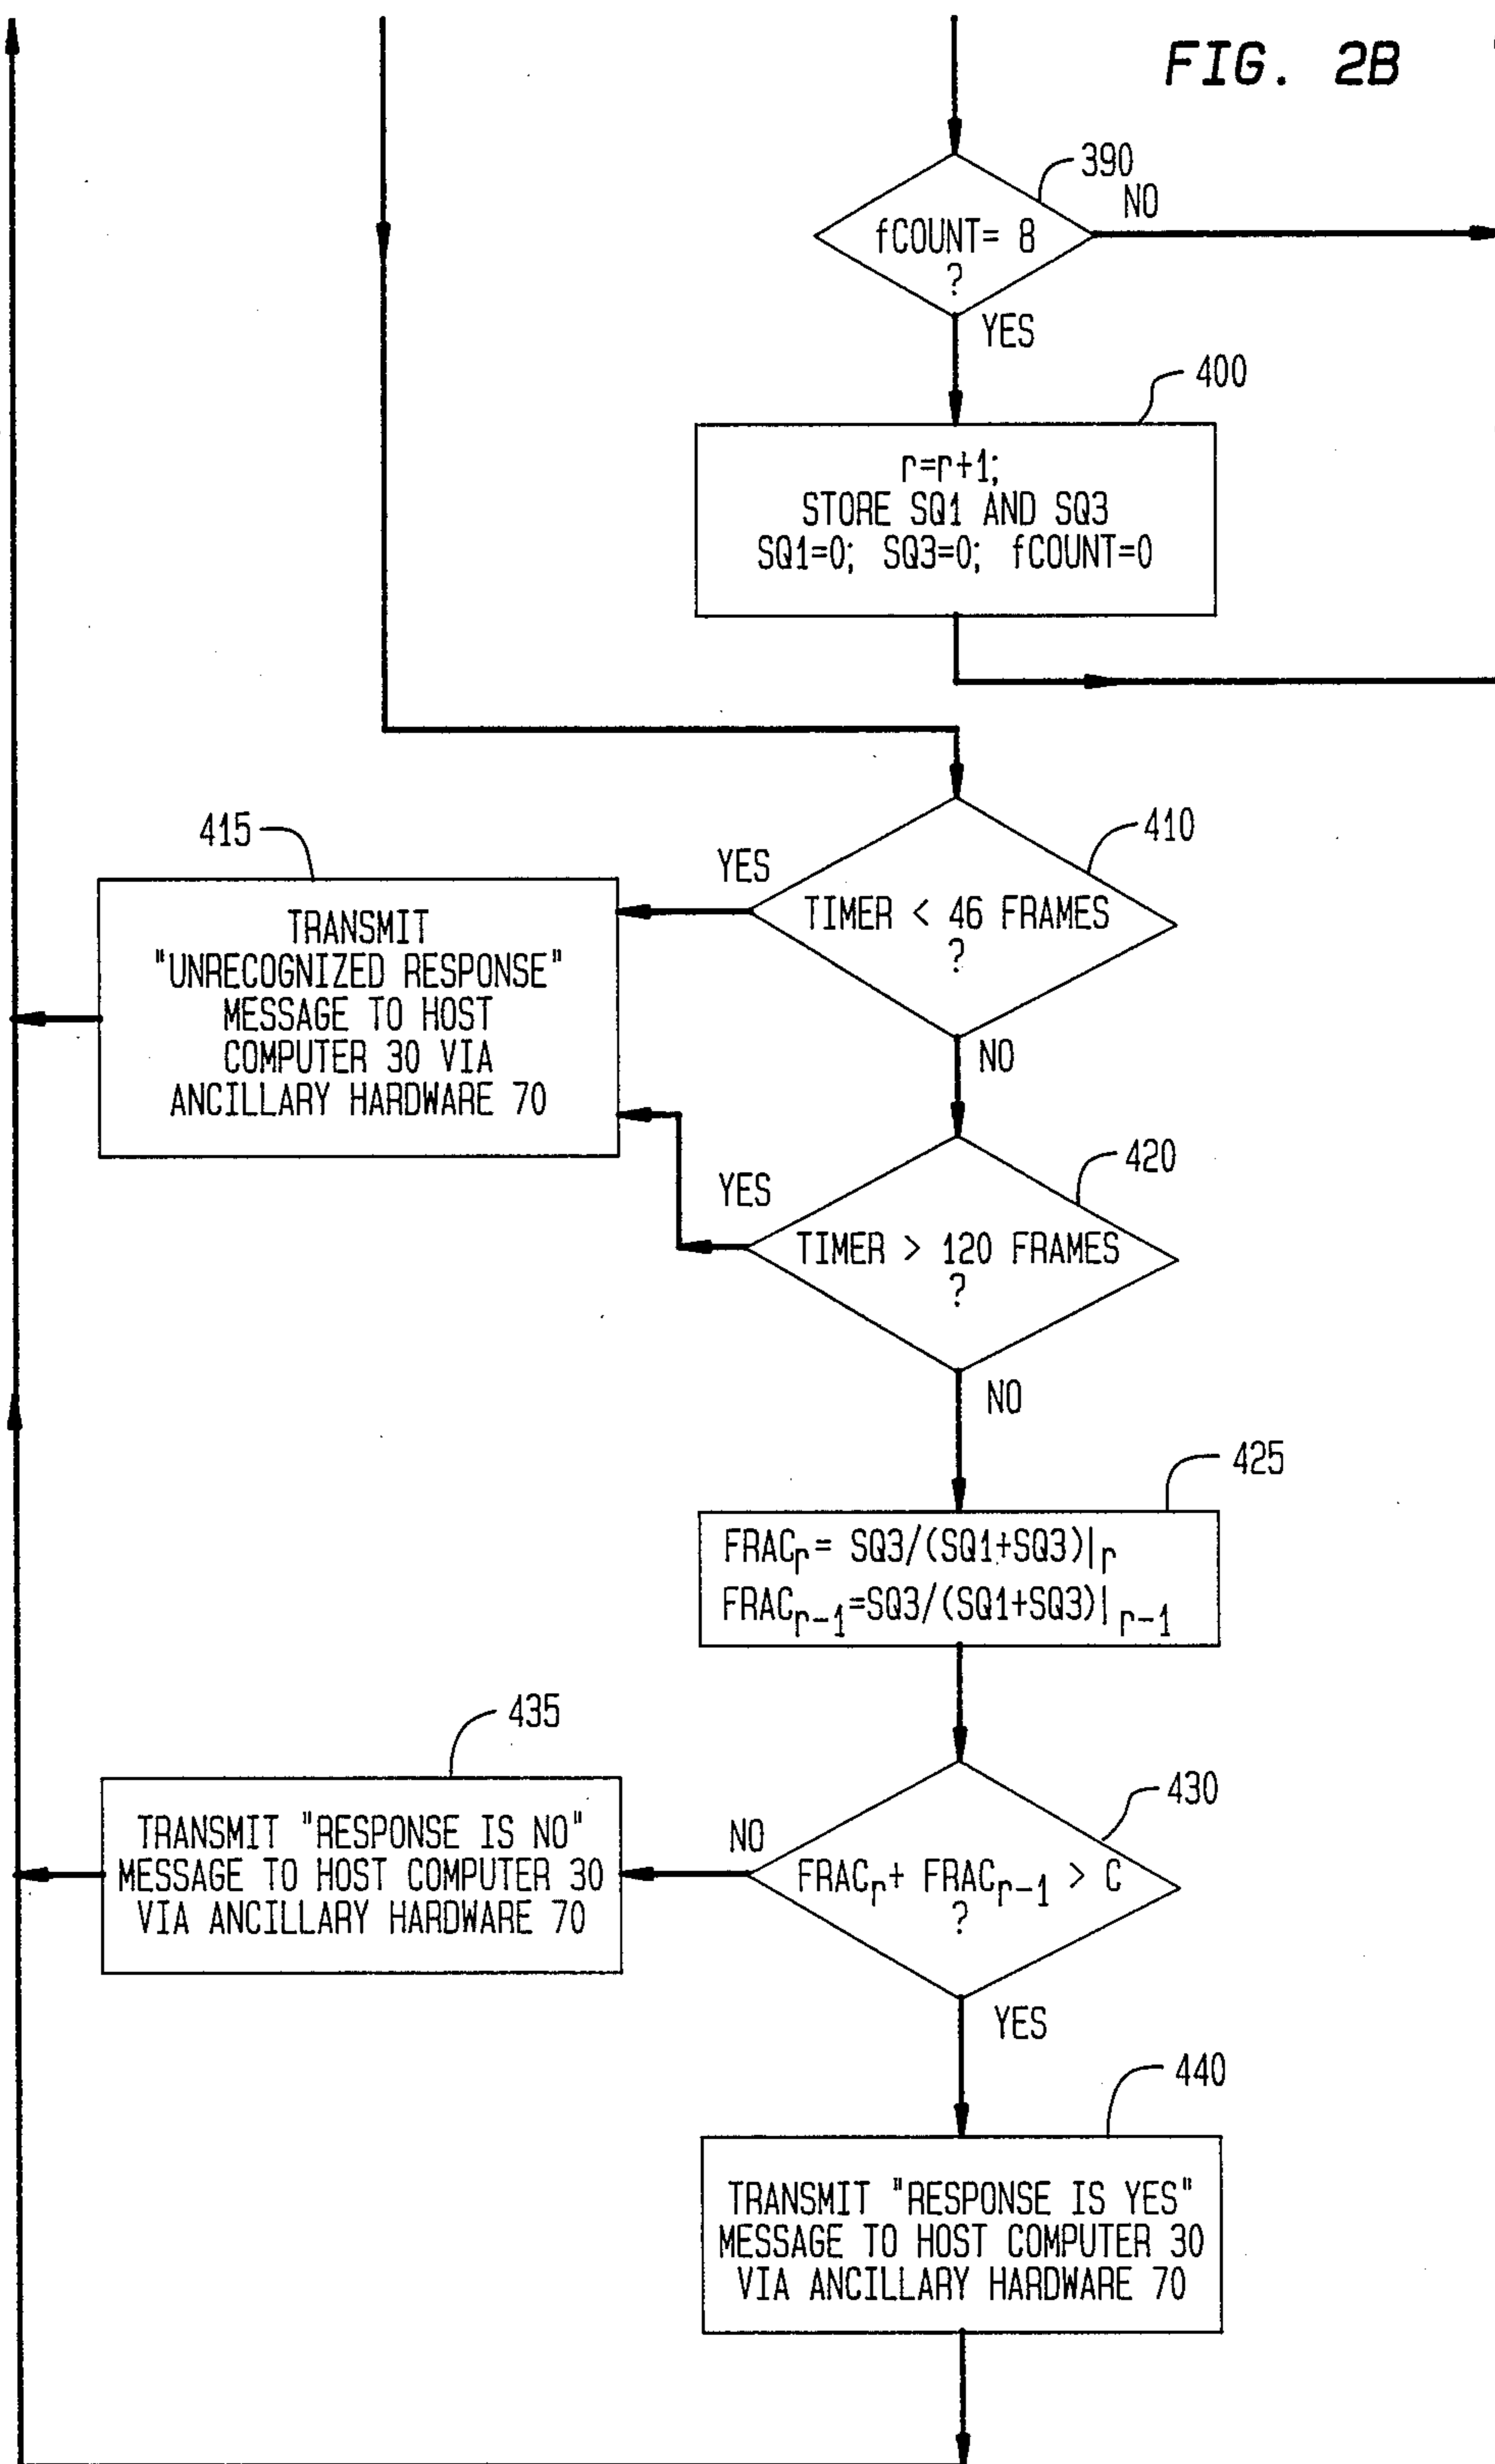 FIG. 2B
390
NO
fCOUNT= 8
?
YES
400
r=r+1;
STORE SQ1 AND SQ3
SQ1=0; SQ3=0; fCOUNT=0
410
415
YES
TIMER < 46 FRAMES
?
TRANSMIT
"UNRECOGNIZED RESPONSE"
MESSAGE TO HOST
COMPUTER 30 VIA
ANCILLARY HARDWARE 70
NO
420
YES
TIMER > 120 FRAMES
?
NO
425
FRACr= SQ3/(SQ1+SQ3)|r
FRACr-1=SQ3/(SQ1+SQ3)|r-1
435
430
NO
TRANSMIT "RESPONSE IS NO"
MESSAGE TO HOST COMPUTER 30
VIA ANCILLARY HARDWARE 70
FRACr+ FRACr-1 > C
?
YES
440
TRANSMIT "RESPONSE IS YES"
MESSAGE TO HOST COMPUTER 30
VIA ANCILLARY HARDWARE 70